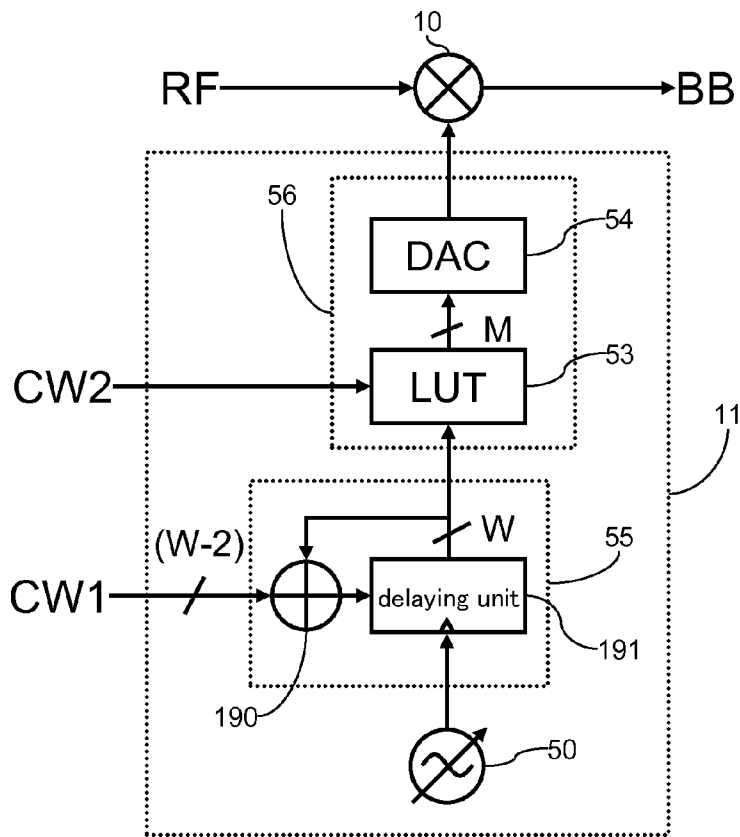 10
RF
BB
56
54
DAC
M
53
CW2
LUT
11
(W-2)
W
55
CW1
delaying unit
190
191
50